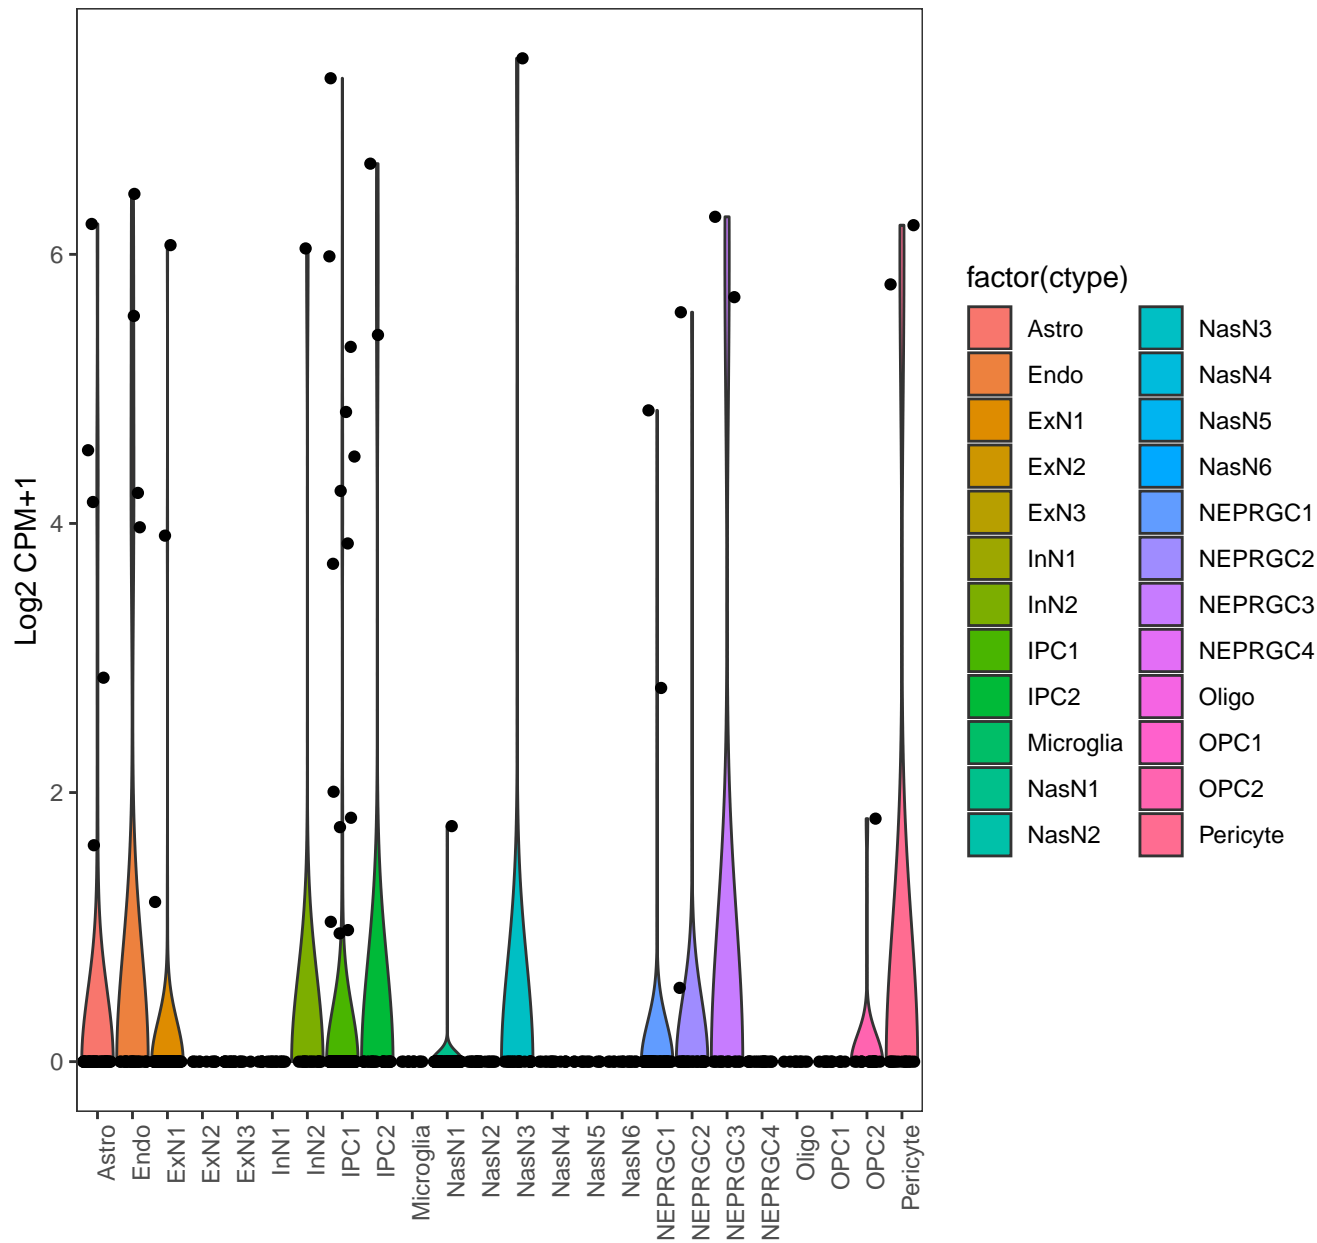 Log2 CPM+1
6
4
2
0
Astro
Endo
ExN1
ExN2
ExN3
InN1
InN2
IPC1
IPC2
Microglia
NasN1
NasN2
NasN3
NasN4
NasN5
NasN6
NEPRGC1
NEPRGC2
NEPRGC3
NEPRGC4
Oligo
OPC1
OPC2
Pericyte
factor(ctype)
Astro
Endo
ExN1
ExN2
ExN3
InN1
InN2
IPC1
IPC2
Microglia
NasN1
NasN2
NasN3
NasN4
NasN5
NasN6
NEPRGC1
NEPRGC2
NEPRGC3
NEPRGC4
Oligo
OPC1
OPC2
Pericyte